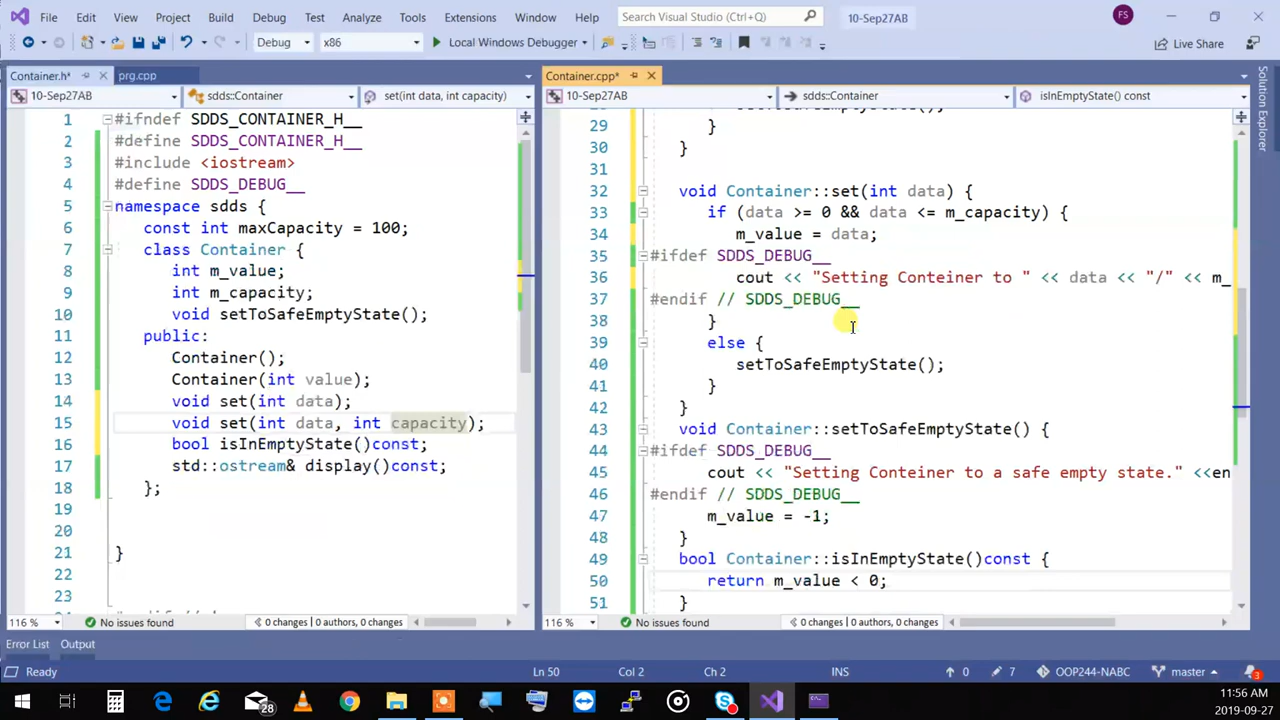 File Edit View Project Build Debug Test Analyze Tools Extensions Window Help Search Visual Studio (Ctrl+Q) 10-Sep27AB FS
Debug x86 Local Windows Debugger Live Share
Container.h* prg.cpp
10-Sep27AB sdds::Container set(int data, int capacity)
1 #ifndef SDDS_CONTAINER_H__
2 #define SDDS_CONTAINER_H__
3 #include <iostream>
4 #define SDDS_DEBUG__
5 namespace sdds {
6 const int maxCapacity = 100;
7 class Container {
8 int m_value;
9 int m_capacity;
10 void setToSafeEmptyState();
11 public:
12 Container();
13 Container(int value);
14 void set(int data);
15 void set(int data, int capacity);
16 bool isInEmptyState()const;
17 std::ostream& display()const;
18 };
19
20
21 }
22
23
116 % No issues found 0 changes | 0 authors, 0 changes
Container.cpp*
10-Sep27AB sdds::Container isInEmptyState() const
29 }
30 }
31
32 void Container::set(int data) {
33 if (data >= 0 && data <= m_capacity) {
34 m_value = data;
35 #ifdef SDDS_DEBUG__
36 cout << "Setting Conteiner to " << data << "/" << m_
37 #endif // SDDS_DEBUG__
38 }
39 else {
40 setToSafeEmptyState();
41 }
42 }
43 void Container::setToSafeEmptyState() {
44 #ifdef SDDS_DEBUG__
45 cout << "Setting Conteiner to a safe empty state." <<en
46 #endif // SDDS_DEBUG__
47 m_value = -1;
48 }
49 bool Container::isInEmptyState()const {
50 return m_value < 0;
51 }
116 % No issues found 0 changes | 0 authors, 0 changes
Solution Explorer
Error List Output
Ready Ln 50 Col 2 Ch 2 INS 0 7 OOP244-NABC master 3
28
11:56 AM
2019-09-27